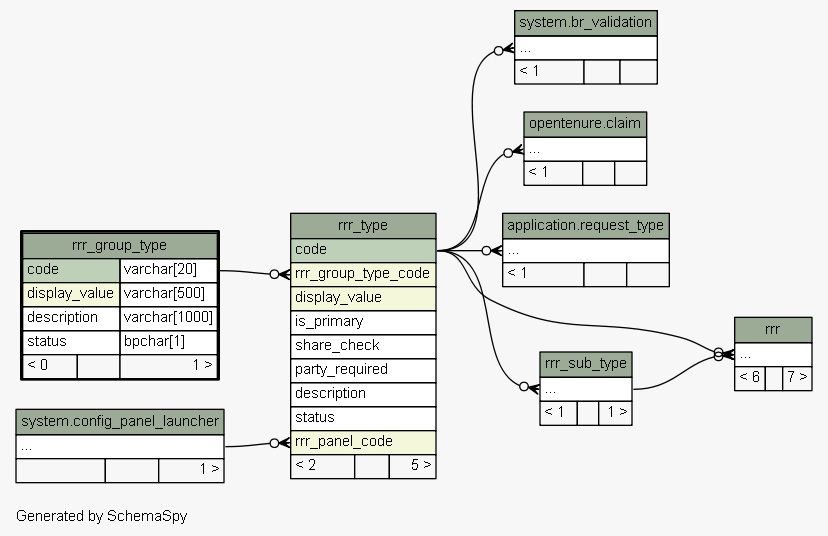 system.br_validation
...
< 1
opentenure.claim
...
< 1
application.request_type
...
< 1
rrr_group_type
code varchar[20]
display_value varchar[500]
description varchar[1000]
status bpchar[1]
< 0 1 >
rrr_type
code
rrr_group_type_code
display_value
is_primary
share_check
party_required
description
status
rrr_panel_code
< 2 5 >
rrr
...
< 6 7 >
rrr_sub_type
...
< 1 1 >
system.config_panel_launcher
...
1 >
Generated by SchemaSpy